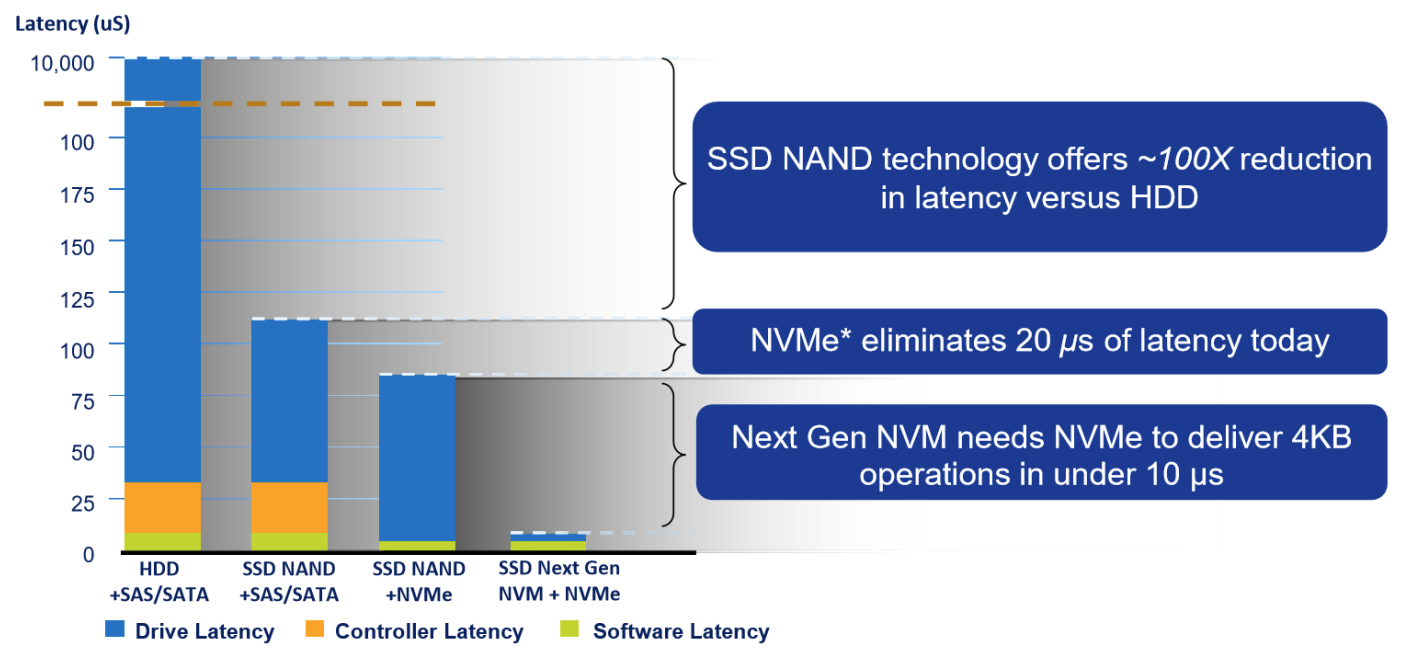 Latency (uS)
10,000
100
175
150
125
100
75
50
25
0
SSD NAND technology offers ~100X reduction
in latency versus HDD
NVMe* eliminates 20 µs of latency today
Next Gen NVM needs NVMe to deliver 4KB
operations in under 10 µs
HDD
+SAS/SATA
SSD NAND
+SAS/SATA
SSD NAND
+NVMe
SSD Next Gen
NVM + NVMe
Drive Latency
Controller Latency
Software Latency